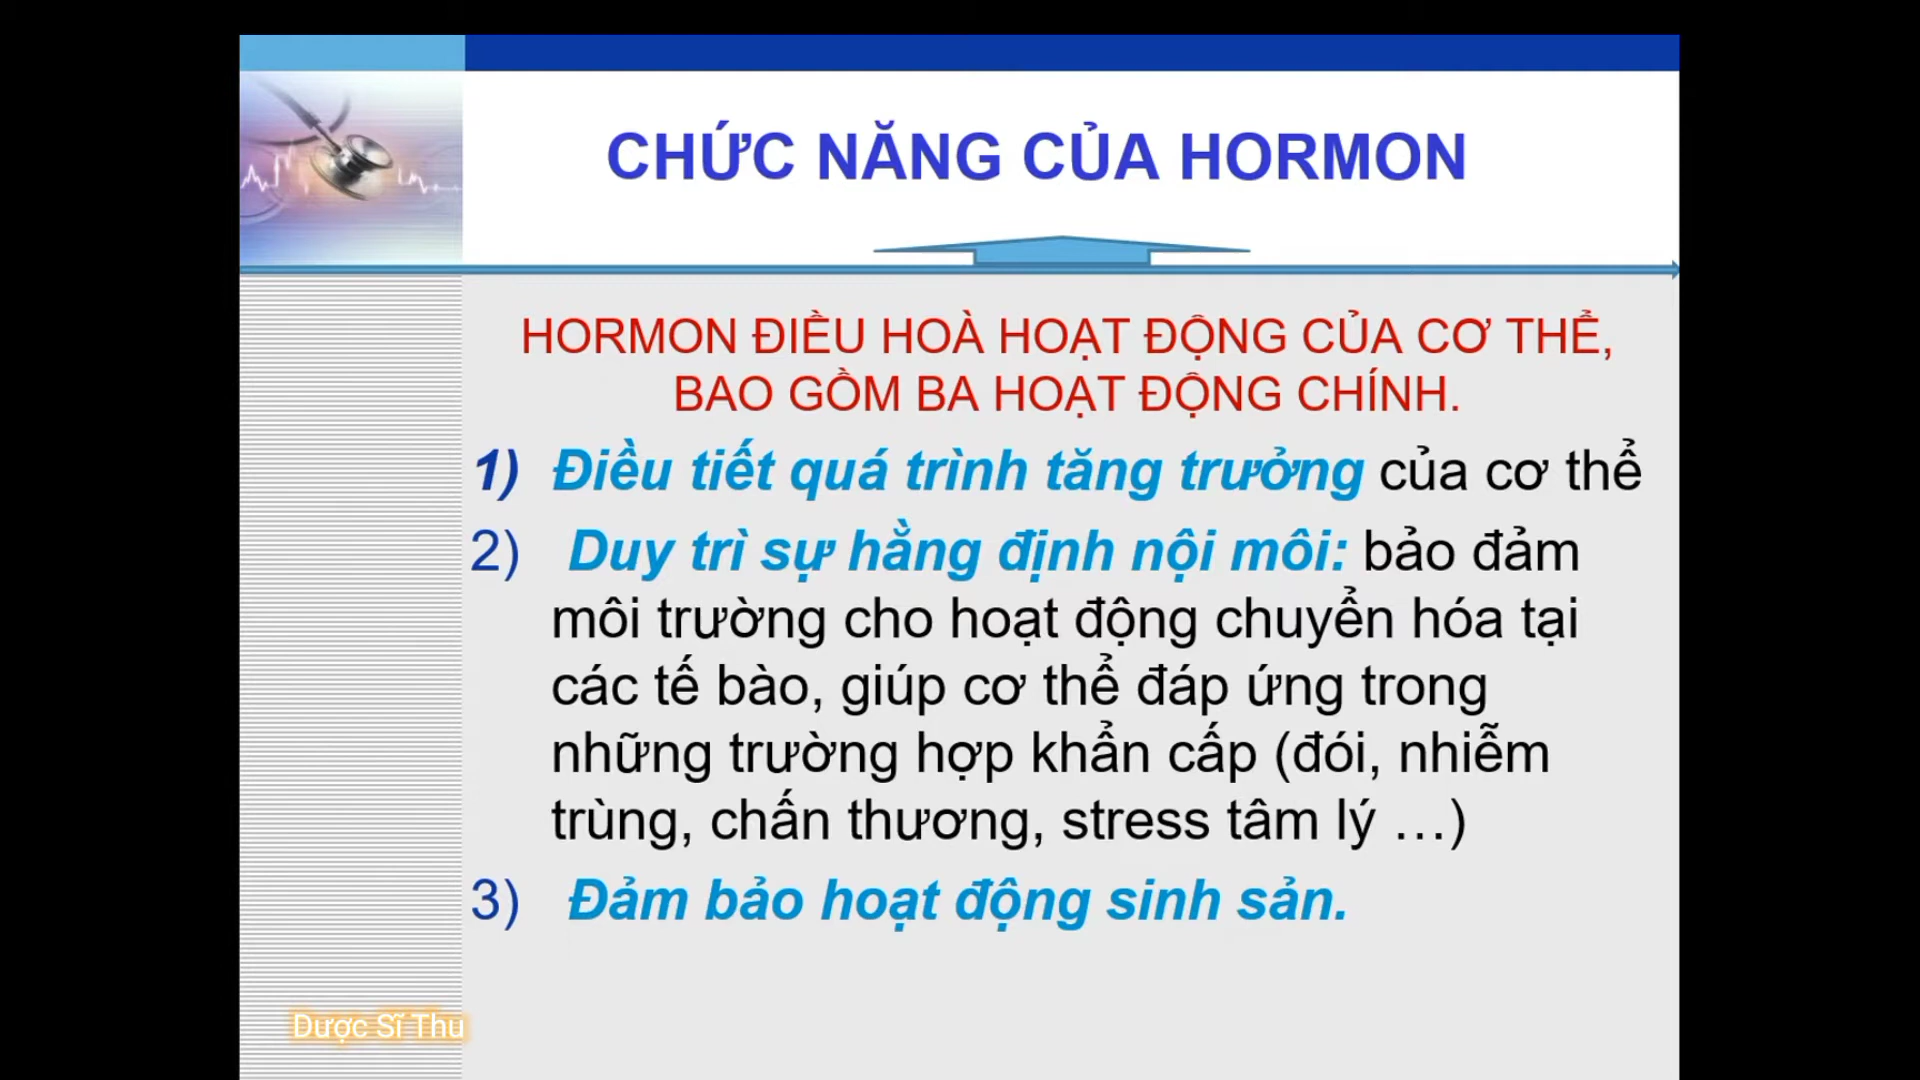 CHỨC NĂNG CỦA HORMON
HORMON ĐIỀU HOÀ HOẠT ĐỘNG CỦA CƠ THỂ,
BAO GỒM BA HOẠT ĐỘNG CHÍNH.
1) Điều tiết quá trình tăng trưởng của cơ thể
2) Duy trì sự hằng định nội môi: bảo đảm
môi trường cho hoạt động chuyển hóa tại
các tế bào, giúp cơ thể đáp ứng trong
những trường hợp khẩn cấp (đói, nhiễm
trùng, chấn thương, stress tâm lý …)
3) Đảm bảo hoạt động sinh sản.
Dược Sĩ Thu